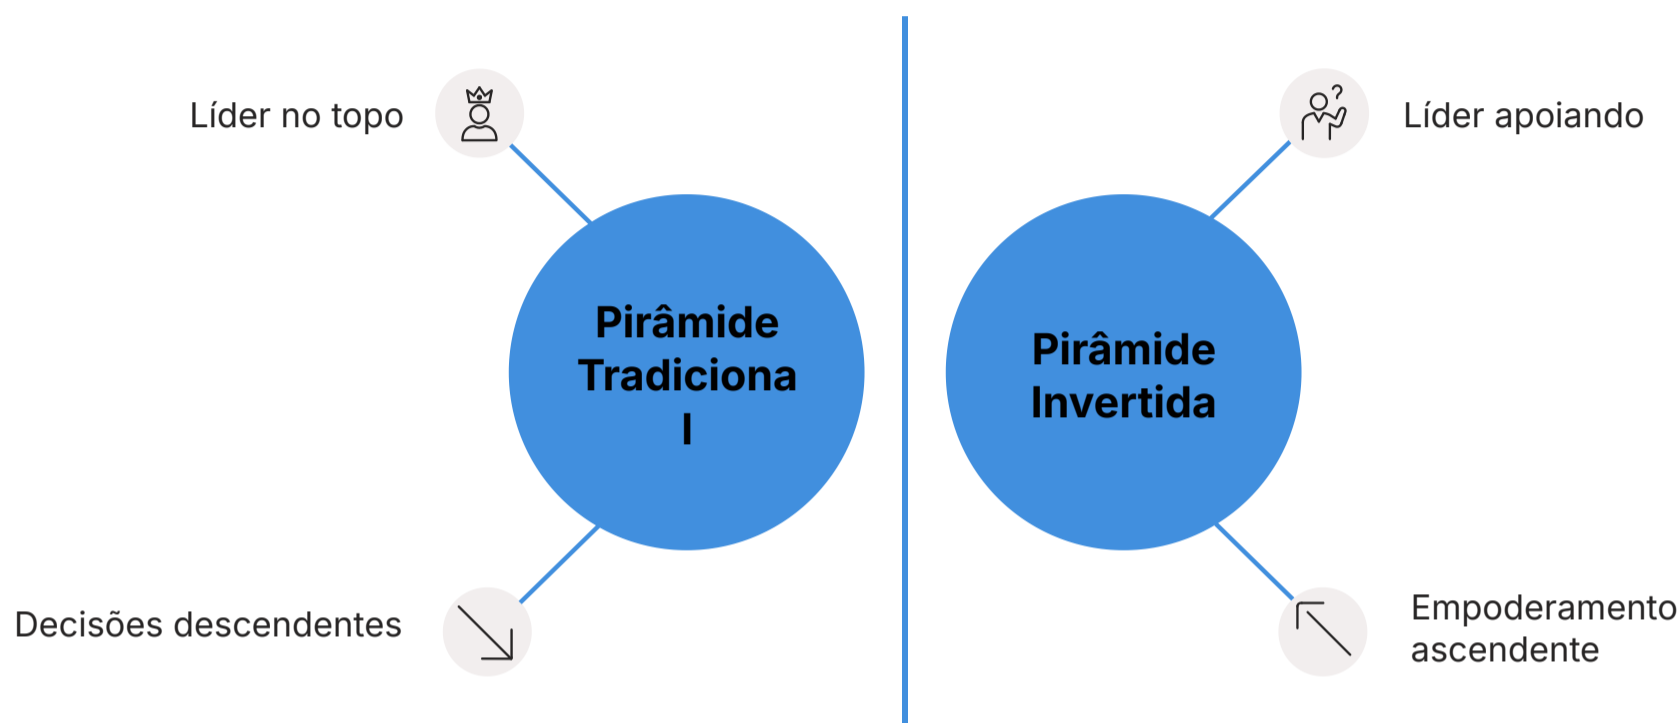 Líder no topo
Pirâmide
Tradiciona
l
Decisões descendentes
Líder apoiando
Pirâmide
Invertida
Empoderamento
ascendente